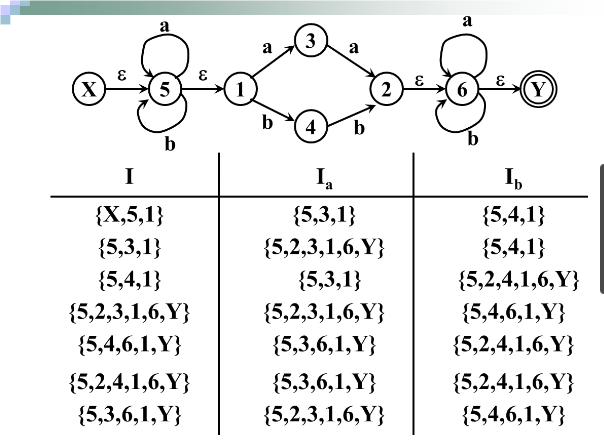 a a
3
a a
X ε 5 ε 1 2 ε 6 ε Y
b 4 b
b b
I Iₐ I_b
{X,5,1} {5,3,1} {5,4,1}
{5,3,1} {5,2,3,1,6,Y} {5,4,1}
{5,4,1} {5,3,1} {5,2,4,1,6,Y}
{5,2,3,1,6,Y} {5,2,3,1,6,Y} {5,4,6,1,Y}
{5,4,6,1,Y} {5,3,6,1,Y} {5,2,4,1,6,Y}
{5,2,4,1,6,Y} {5,3,6,1,Y} {5,2,4,1,6,Y}
{5,3,6,1,Y} {5,2,3,1,6,Y} {5,4,6,1,Y}